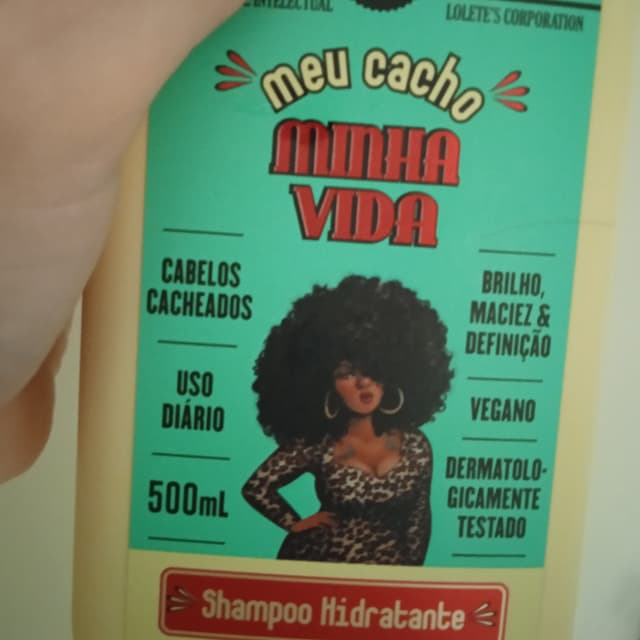 INTELECTUAL
LOLETE'S CORPORATION
meu cacho
MINHA
VIDA
CABELOS
CACHEADOS
USO
DIÁRIO
500mL
BRILHO,
MACIEZ &
DEFINIÇÃO
VEGANO
DERMATOLO-
GICAMENTE
TESTADO
Shampoo Hidratante